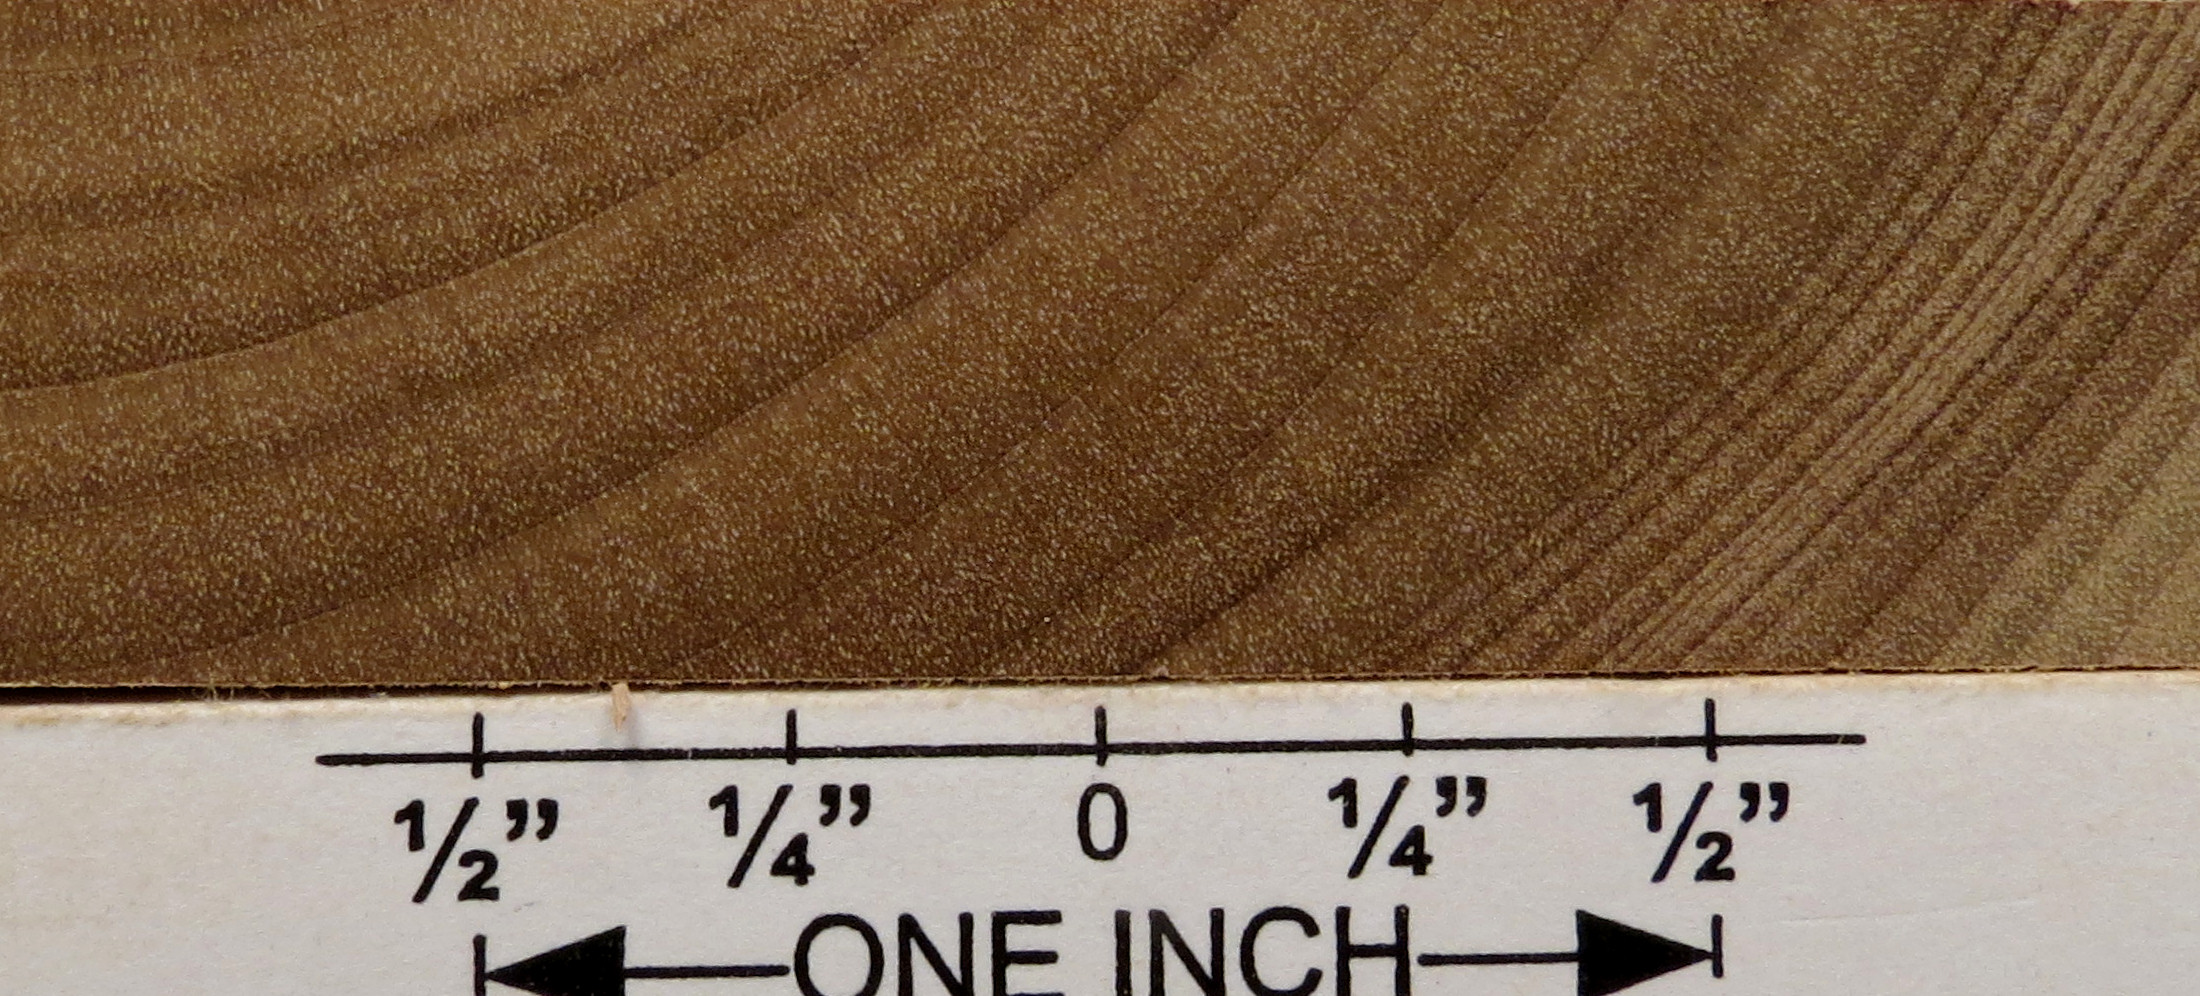 ½” ¼” 0 ¼” ½”
ONE INCH